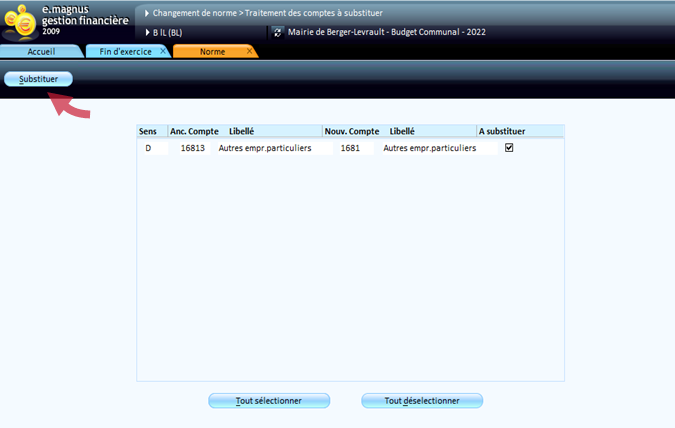 e.magnus
gestion financière
2009
Changement de norme > Traitement des comptes à substituer
B IL (BL)
Mairie de Berger-Levrault - Budget Communal - 2022
Accueil
Fin d'exercice X
Norme X
Substituer
Sens Anc. Compte Libellé Nouv. Compte Libellé A substituer
D 16813 Autres empr.particuliers 1681 Autres empr.particuliers
Tout sélectionner
Tout déselectionner